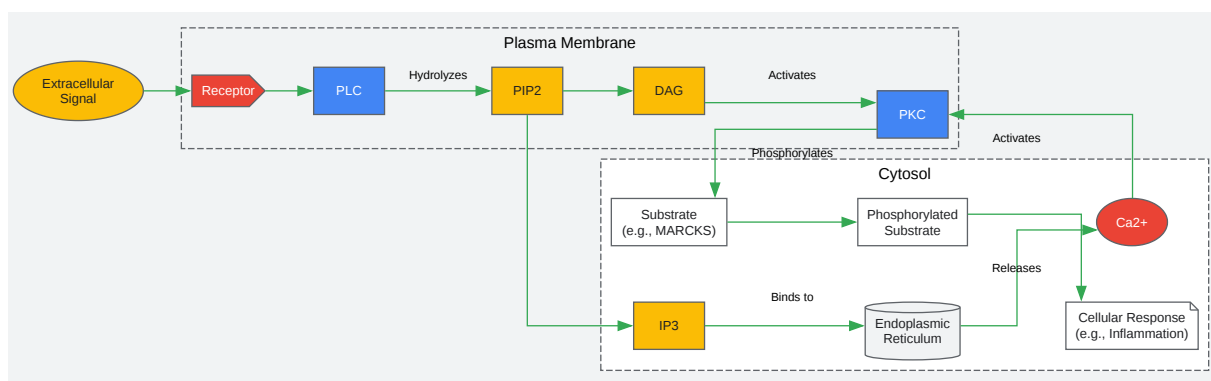 Plasma Membrane
Extracellular
Signal
Receptor
PLC
Hydrolyzes
PIP2
DAG
Activates
PKC
Activates
Phosphorylates
Cytosol
Substrate
(e.g., MARCKS)
Phosphorylated
Substrate
Ca2+
Releases
IP3
Binds to
Endoplasmic
Reticulum
Cellular Response
(e.g., Inflammation)